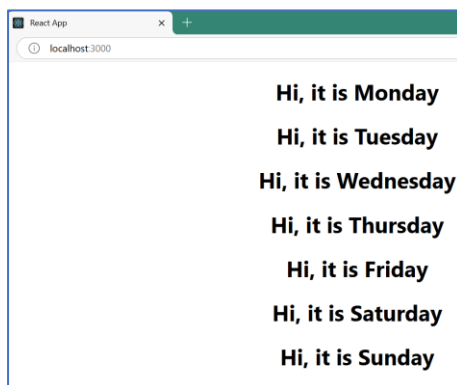 React App
localhost:3000
Hi, it is Monday
Hi, it is Tuesday
Hi, it is Wednesday
Hi, it is Thursday
Hi, it is Friday
Hi, it is Saturday
Hi, it is Sunday